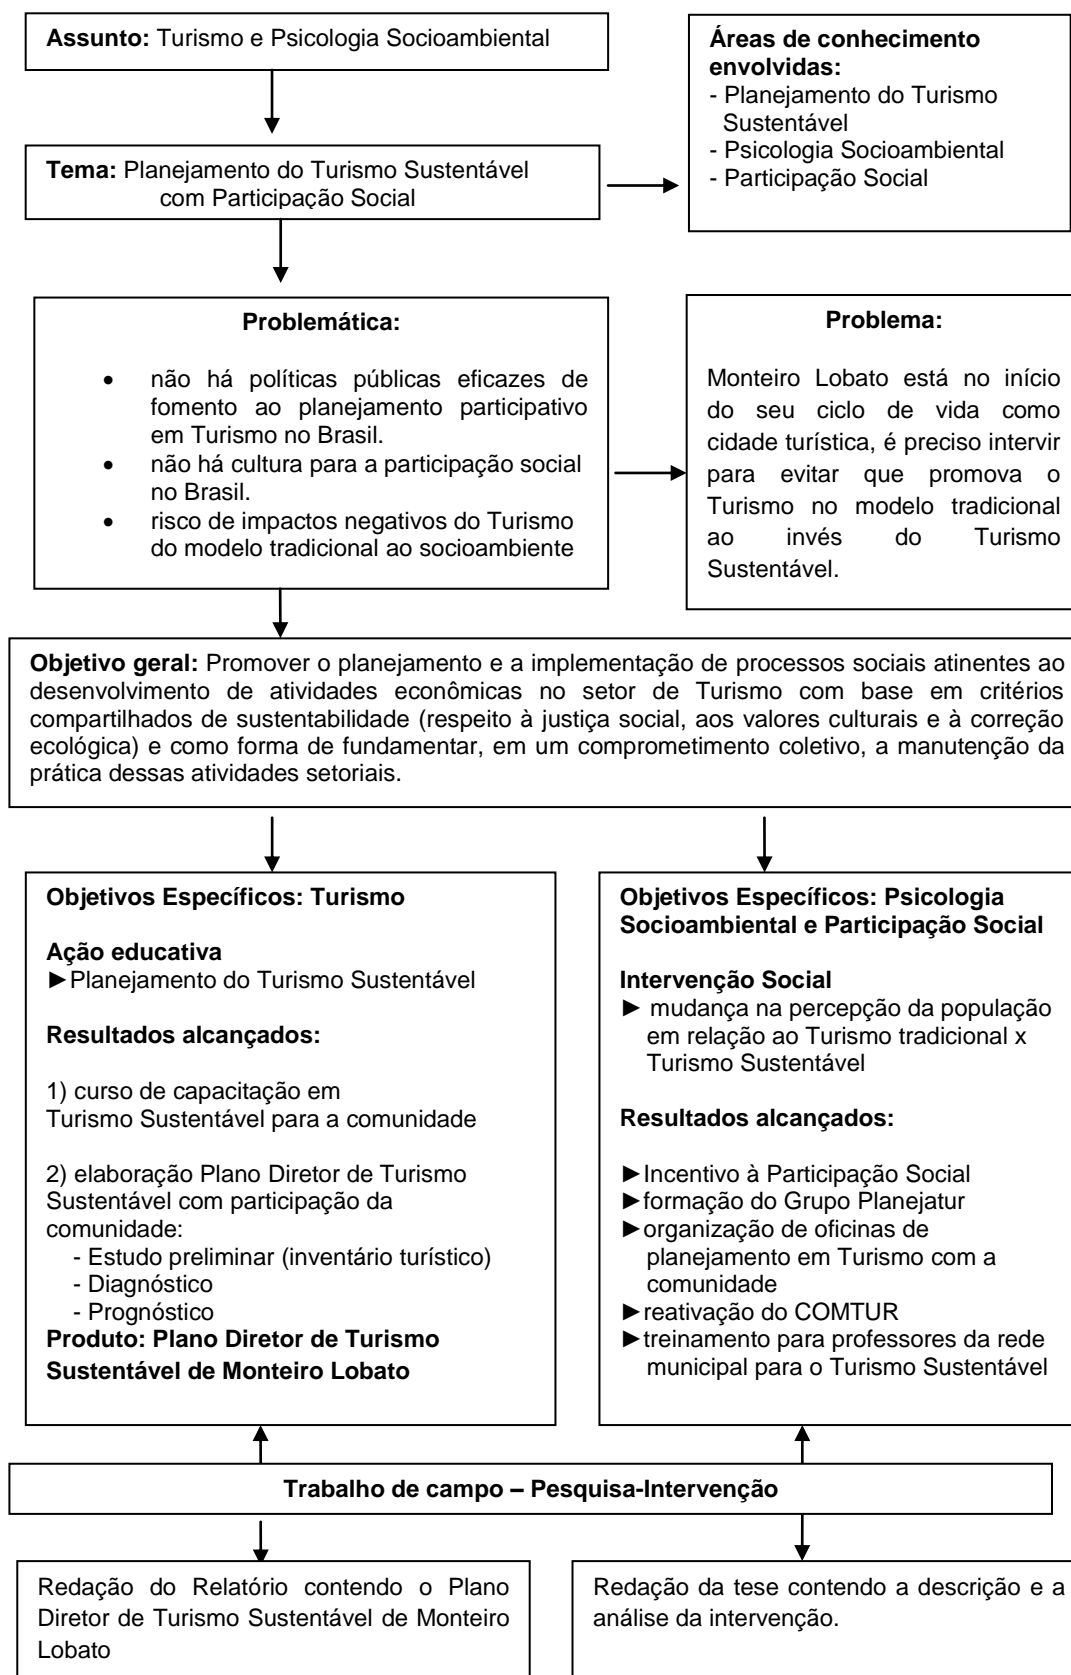 Assunto: Turismo e Psicologia Socioambiental
Áreas de conhecimento
envolvidas:
- Planejamento do Turismo
Sustentável
- Psicologia Socioambiental
- Participação Social
Tema: Planejamento do Turismo Sustentável
com Participação Social
Problemática:
• não há políticas públicas eficazes de
fomento ao planejamento participativo
em Turismo no Brasil.
• não há cultura para a participação social
no Brasil.
• risco de impactos negativos do Turismo
do modelo tradicional ao socioambiente
Problema:
Monteiro Lobato está no início
do seu ciclo de vida como
cidade turística, é preciso intervir
para evitar que promova o
Turismo no modelo tradicional
ao invés do Turismo
Sustentável.
Objetivo geral: Promover o planejamento e a implementação de processos sociais atinentes ao
desenvolvimento de atividades econômicas no setor de Turismo com base em critérios
compartilhados de sustentabilidade (respeito à justiça social, aos valores culturais e à correção
ecológica) e como forma de fundamentar, em um comprometimento coletivo, a manutenção da
prática dessas atividades setoriais.
Objetivos Específicos: Turismo
Ação educativa
►Planejamento do Turismo Sustentável
Resultados alcançados:
1) curso de capacitação em
Turismo Sustentável para a comunidade
2) elaboração Plano Diretor de Turismo
Sustentável com participação da
comunidade:
- Estudo preliminar (inventário turístico)
- Diagnóstico
- Prognóstico
Produto: Plano Diretor de Turismo
Sustentável de Monteiro Lobato
Objetivos Específicos: Psicologia
Socioambiental e Participação Social
Intervenção Social
► mudança na percepção da população
em relação ao Turismo tradicional x
Turismo Sustentável
Resultados alcançados:
►Incentivo à Participação Social
►formação do Grupo Planejatur
►organização de oficinas de
planejamento em Turismo com a
comunidade
►reativação do COMTUR
►treinamento para professores da rede
municipal para o Turismo Sustentável
Trabalho de campo – Pesquisa-Intervenção
Redação do Relatório contendo o Plano
Diretor de Turismo Sustentável de Monteiro
Lobato
Redação da tese contendo a descrição e a
análise da intervenção.